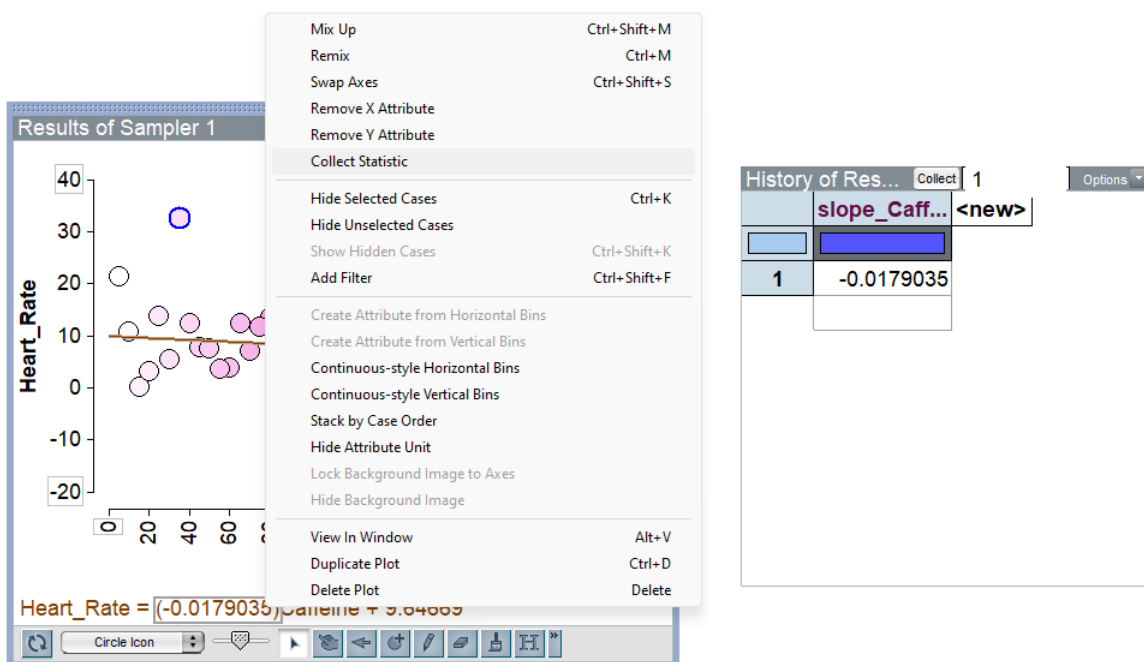 Results of Sampler 1
40
30
20
10
0
-10
-20
Heart_Rate
0
20
40
60
Heart_Rate = (-0.0179035)Caffeine + 9.64669
Circle Icon
Mix Up Ctrl+Shift+M
Remix Ctrl+M
Swap Axes Ctrl+Shift+S
Remove X Attribute
Remove Y Attribute
Collect Statistic
Hide Selected Cases Ctrl+K
Hide Unselected Cases
Show Hidden Cases Ctrl+Shift+K
Add Filter Ctrl+Shift+F
Create Attribute from Horizontal Bins
Create Attribute from Vertical Bins
Continuous-style Horizontal Bins
Continuous-style Vertical Bins
Stack by Case Order
Hide Attribute Unit
Lock Background Image to Axes
Hide Background Image
View In Window Alt+V
Duplicate Plot Ctrl+D
Delete Plot Delete
History of Res... Collect 1 Options
slope_Caff... <new>
1 -0.0179035